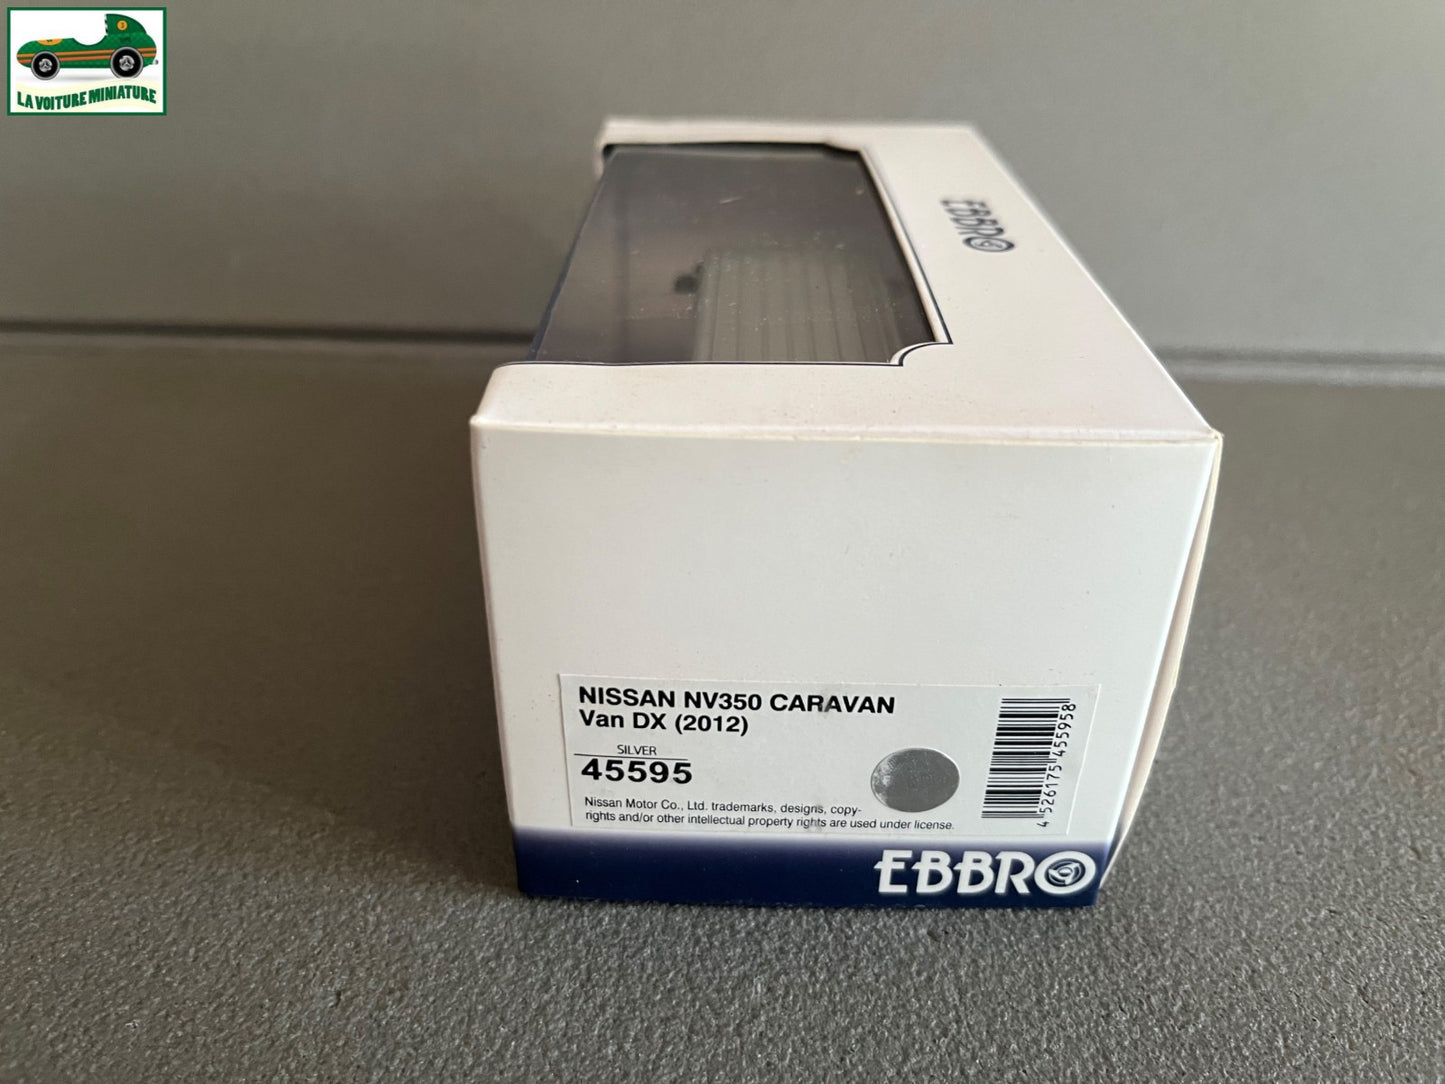 3
LA VOITURE MINIATURE
EBBRO
NISSAN NV350 CARAVAN
Van DX (2012)
SILVER
45595
Nissan Motor Co., Ltd. trademarks, designs, copy-
rights and/or other intellectual property rights are used under license.
4 526175 455958
EBBRO